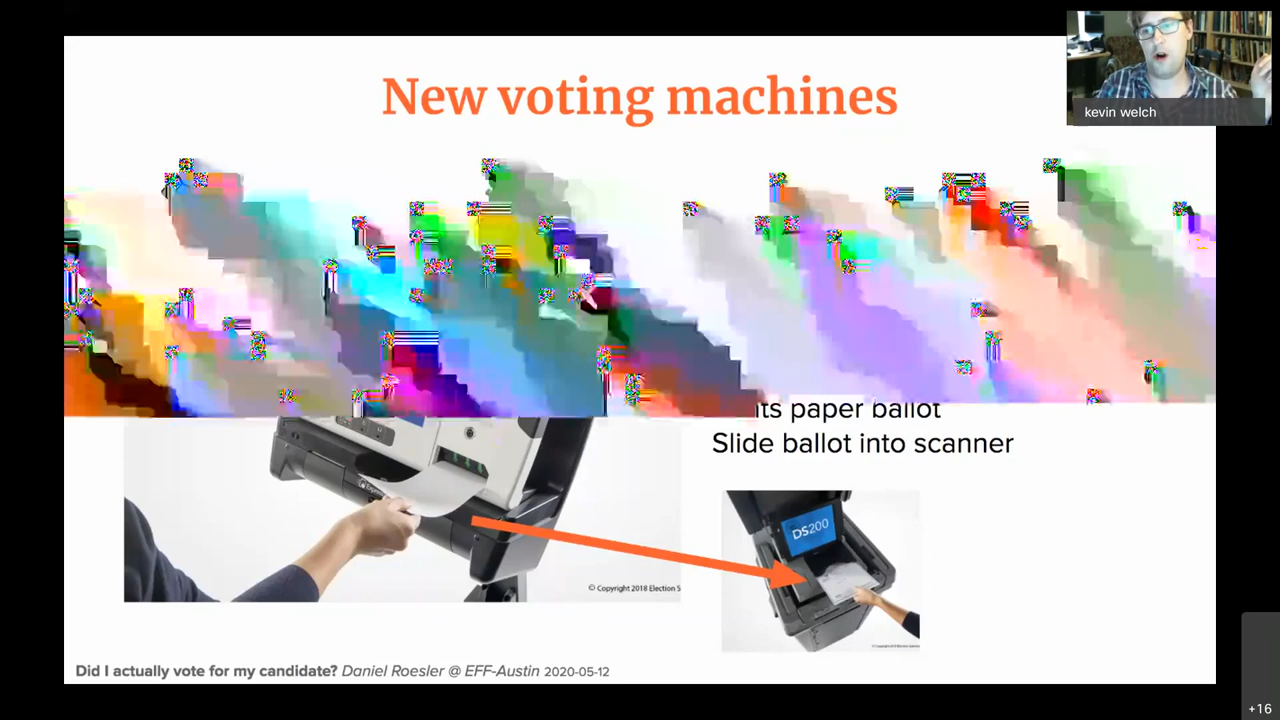 New voting machines
kevin welch
paper ballot
Slide ballot into scanner
DS200
© Copyright 2018 Election S
Did I actually vote for my candidate? Daniel Roesler @ EFF-Austin 2020-05-12
+16